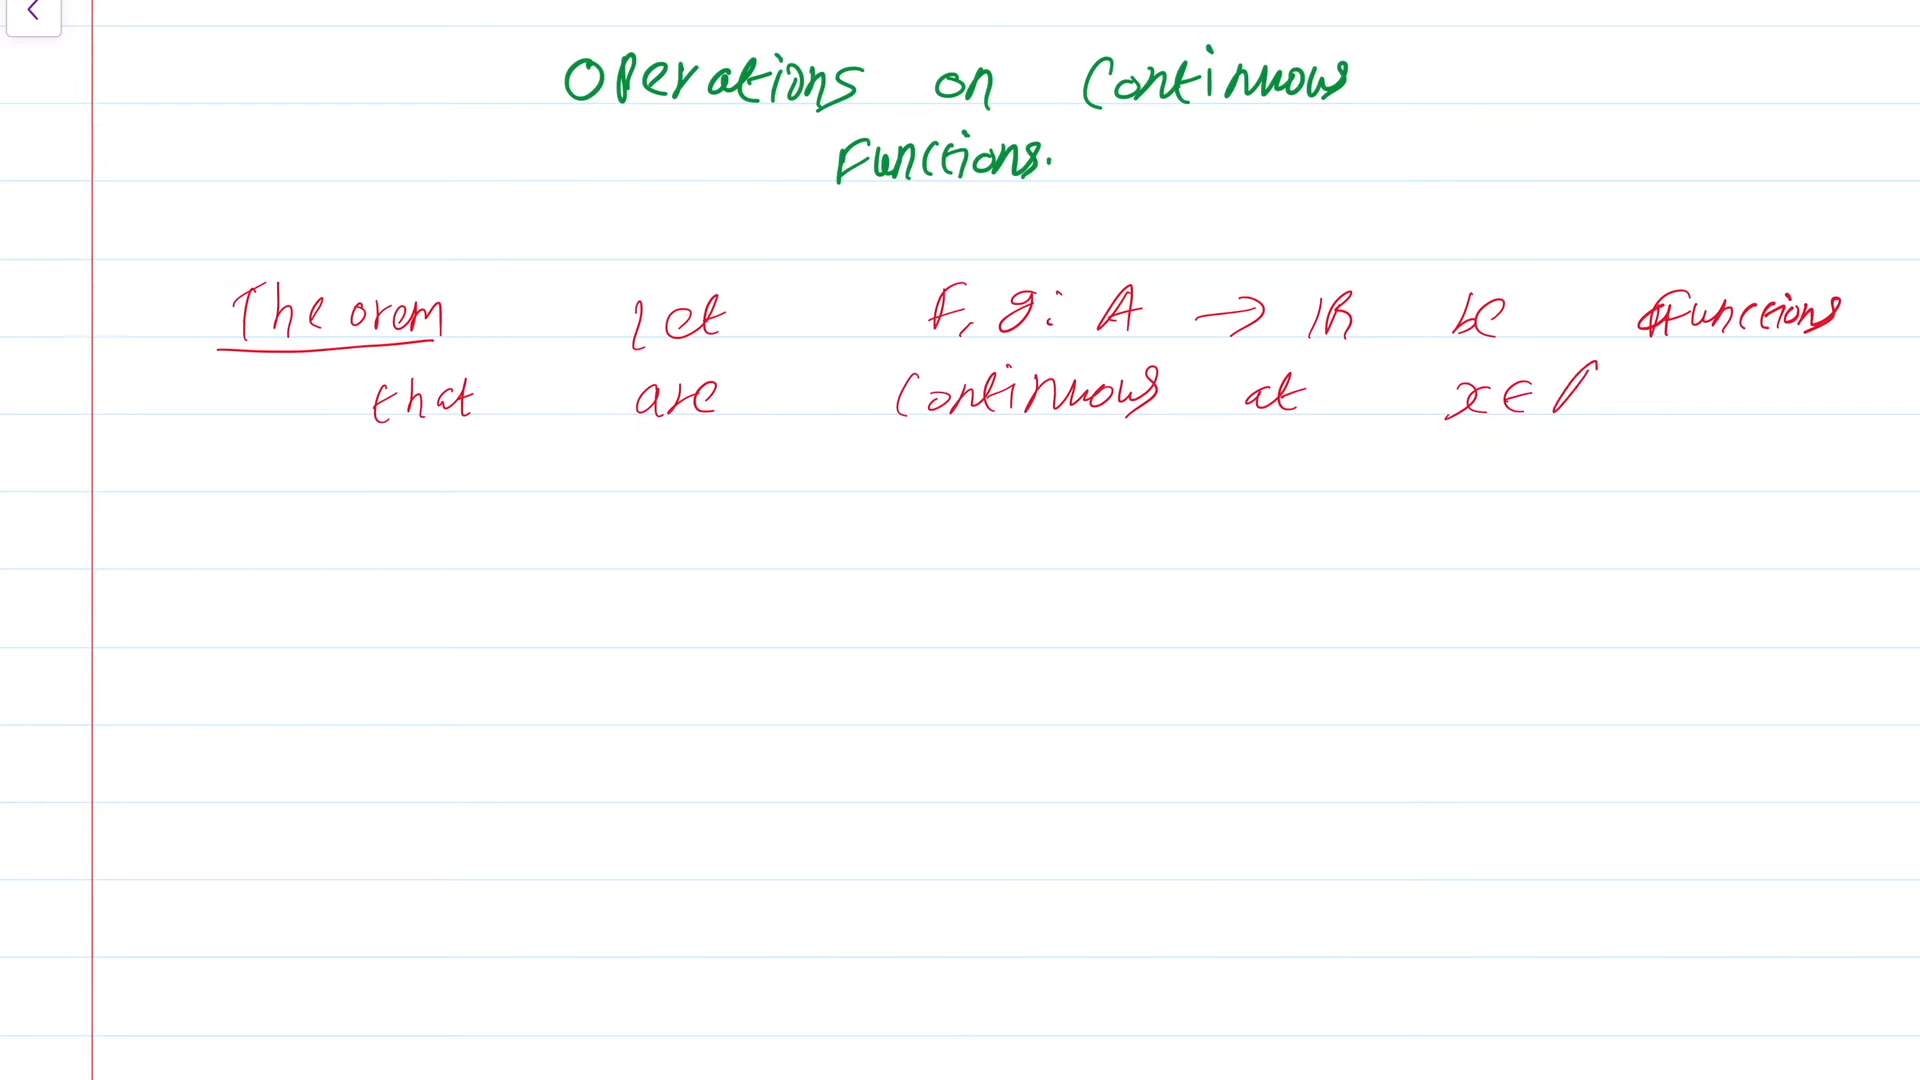 Operations on Continuous
Functions.
Theorem Let F, g: A → ℝ be Functions
that are Continuous at x ∈